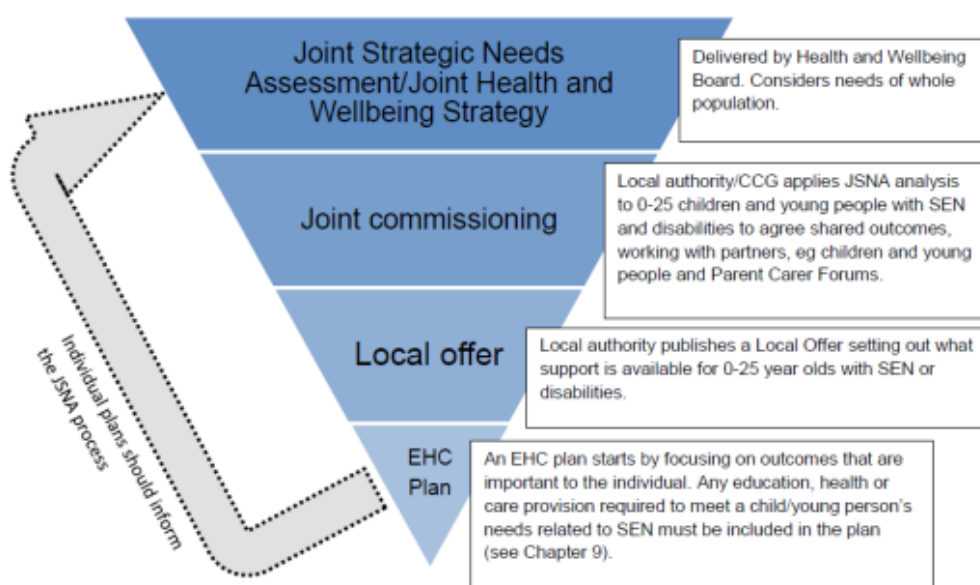 Joint Strategic Needs
Assessment/Joint Health and
Wellbeing Strategy
Delivered by Health and Wellbeing
Board. Considers needs of whole
population.
Joint commissioning
Local authority/CCG applies JSNA analysis
to 0-25 children and young people with SEN
and disabilities to agree shared outcomes,
working with partners, eg children and young
people and Parent Carer Forums.
Local offer
Local authority publishes a Local Offer setting out what
support is available for 0-25 year olds with SEN or
disabilities.
EHC
Plan
An EHC plan starts by focusing on outcomes that are
important to the individual. Any education, health or
care provision required to meet a child/young person's
needs related to SEN must be included in the plan
(see Chapter 9).
Individual plans should inform
the JSNA process